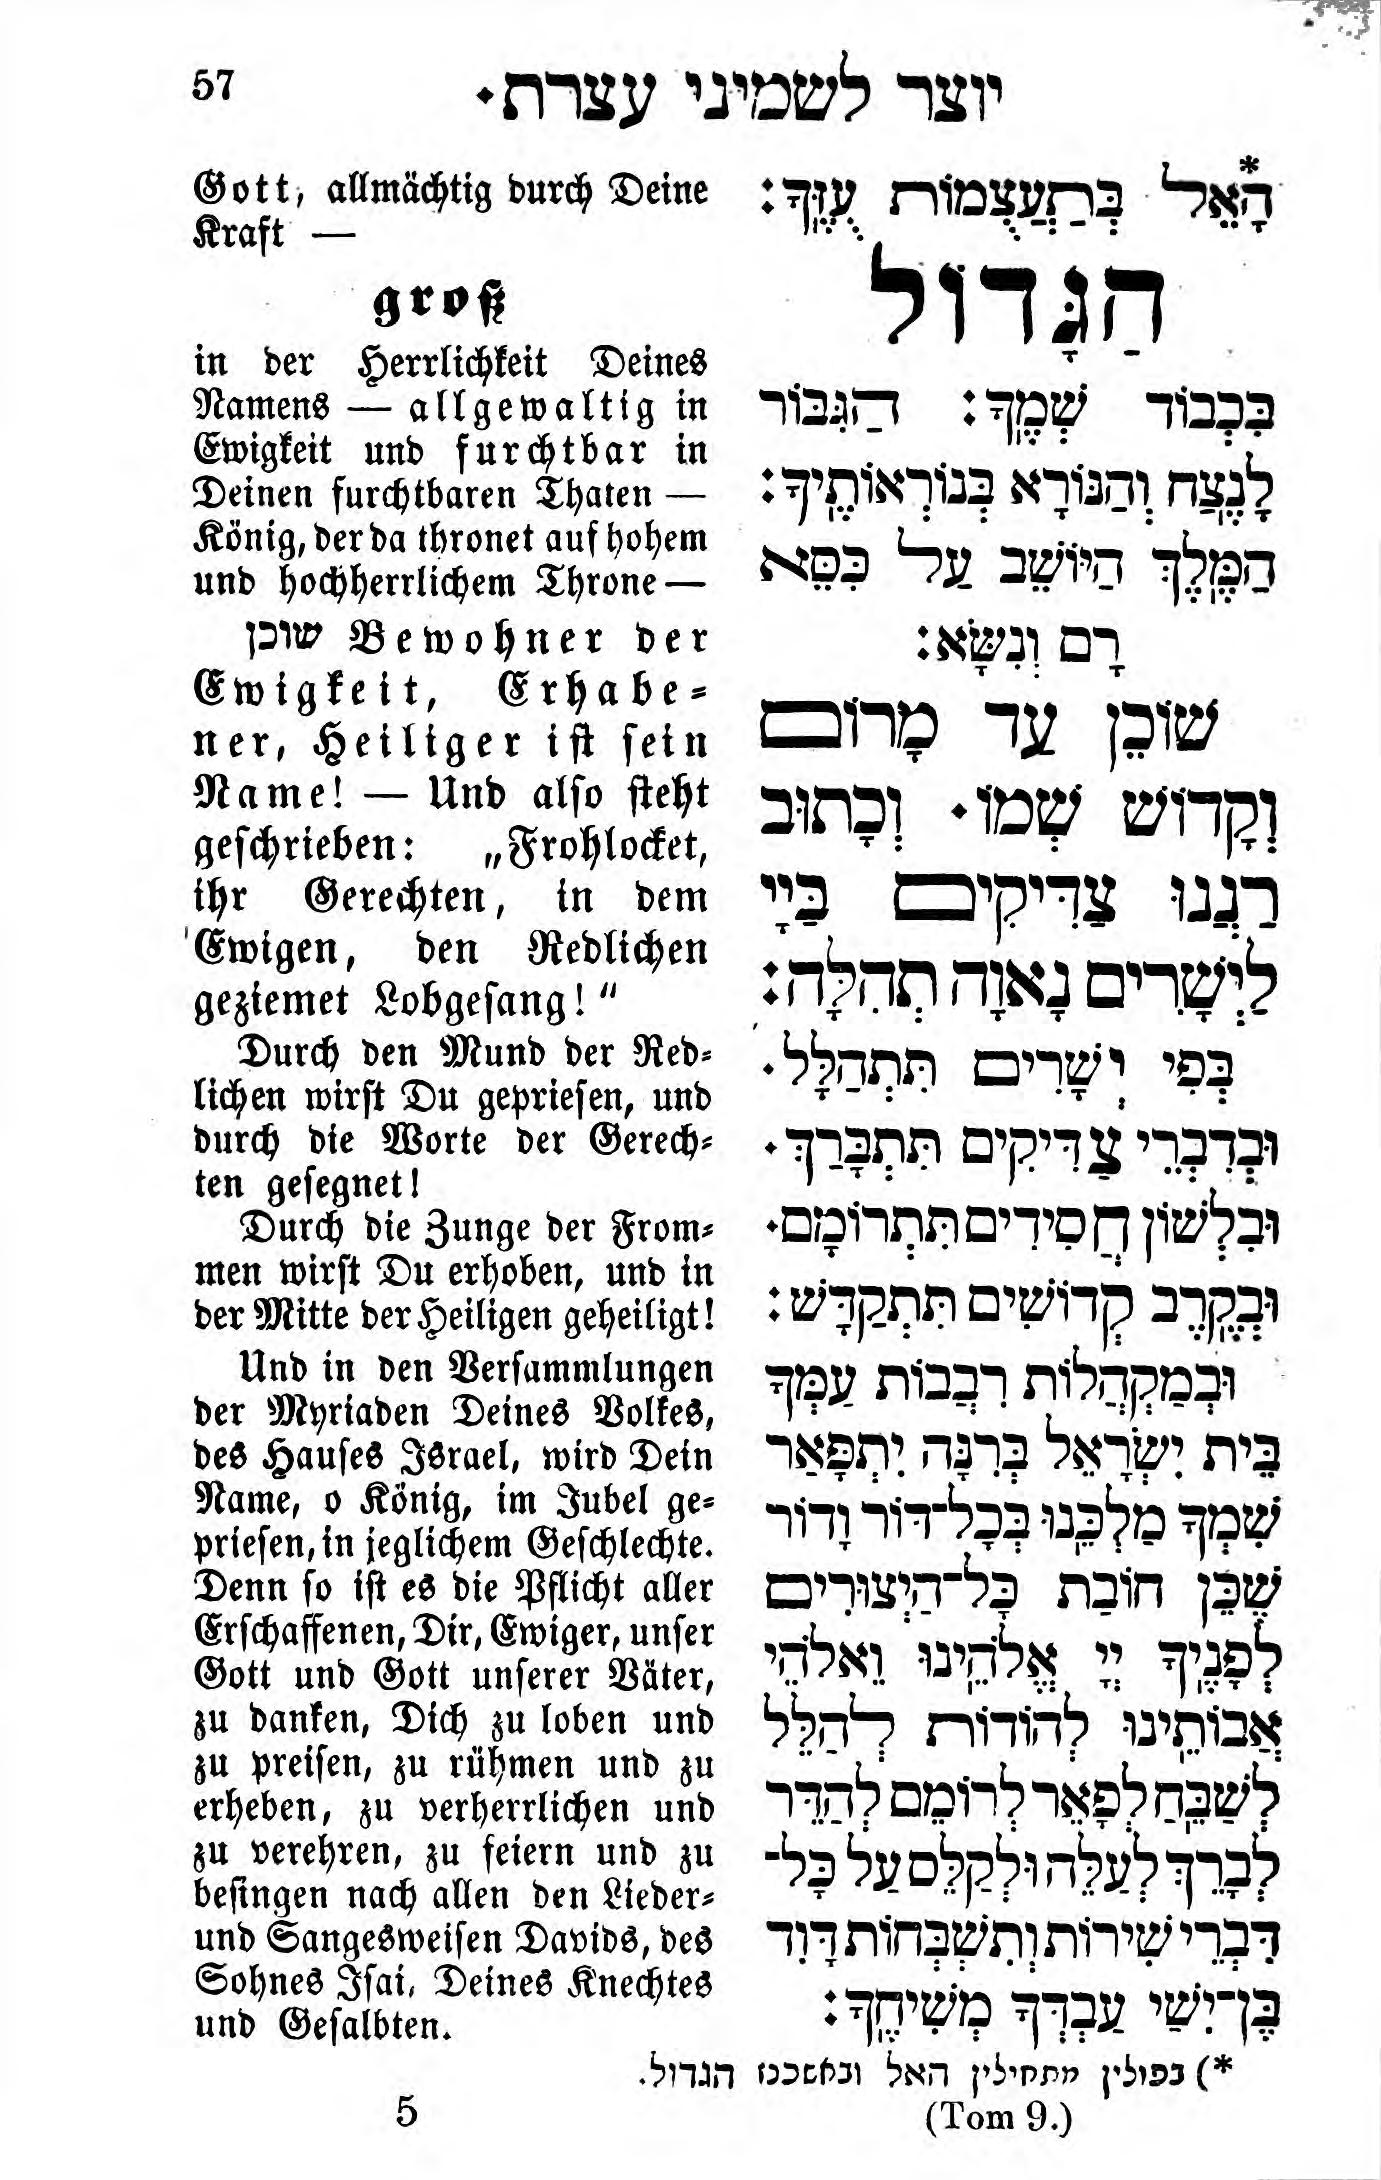 57 יוצר לשמיני עצרת·
Gott, allmächtig durch Deine
Kraft —
groß
in der Herrlichkeit Deines
Namens — allgewaltig in
Ewigkeit und furchtbar in
Deinen furchtbaren Thaten —
König, der da thronet auf hohem
und hochherrlichem Throne —
שוכן Bewohner der
Ewigkeit, Erhabe=
ner, Heiliger ist sein
Name! — Und also steht
geschrieben: „Frohlocket,
ihr Gerechten, in dem
Ewigen, den Redlichen
geziemet Lobgesang!"
Durch den Mund der Red=
lichen wirst Du gepriesen, und
durch die Worte der Gerech=
ten gesegnet!
Durch die Zunge der From=
men wirst Du erhoben, und in
der Mitte der Heiligen geheiligt!
Und in den Versammlungen
der Myriaden Deines Volkes,
des Hauses Israel, wird Dein
Name, o König, im Jubel ge=
priesen, in jeglichem Geschlechte.
Denn so ist es die Pflicht aller
Erschaffenen, Dir, Ewiger, unser
Gott und Gott unserer Väter,
zu danken, Dich zu loben und
zu preisen, zu rühmen und zu
erheben, zu verherrlichen und
zu verehren, zu feiern und zu
besingen nach allen den Lieder=
und Sangesweisen Davids, des
Sohnes Isai, Deines Knechtes
und Gesalbten.
הָ*אֵל בְּתַעֲצֻמוֹת עֻזֶּֽךָ׃
הַגָּדוֹל
בִּכְבוֹד שְׁמֶֽךָ׃ הַגִּבּוֹר
לָנֶֽצַח וְהַנּוֹרָא בְּנוֹרְאוֹתֶֽיךָ׃
הַמֶּֽלֶךְ הַיּוֹשֵׁב עַל כִּסֵּא
רָם וְנִשָּׂא׃
שׁוֹכֵן עַד מָרוֹם
וְקָדוֹשׁ שְׁמוֹ· וְכָתוּב
רַנְּנוּ צַדִּיקִים בַּיְיָ
לַיְשָׁרִים נָאוָה תְהִלָּה׃
בְּפִי יְשָׁרִים תִּתְהַלָּל·
וּבְדִבְרֵי צַדִּיקִים תִּתְבָּרַךְ·
וּבִלְשׁוֹן חֲסִידִים תִּתְרוֹמָם·
וּבְקֶֽרֶב קְדוֹשִׁים תִּתְקַדָּשׁ׃
וּבְמַקְהֲלוֹת רִבֲבוֹת עַמְּךָ
בֵּית יִשְׂרָאֵל בְּרִנָּה יִתְפָּאַר
שִׁמְךָ מַלְכֵּֽנוּ בְּכָל־דּוֹר וָדוֹר
שֶׁכֵּן חוֹבַת כָּל־הַיְצוּרִים
לְפָנֶֽיךָ יְיָ אֱלֹהֵֽינוּ וֵאלֹהֵי
אֲבוֹתֵֽינוּ לְהוֹדוֹת לְהַלֵּל
לְשַׁבֵּֽחַ לְפָאֵר לְרוֹמֵם לְהַדֵּר
לְבָרֵךְ לְעַלֵּה וּלְקַלֵּם עַל כָּל־
דִּבְרֵי שִׁירוֹת וְתִשְׁבְּחוֹת דָּוִד
בֶּן־יִשַׁי עַבְדְּךָ מְשִׁיחֶֽךָ׃
*) בפולין מתחילין האל ובאשכנז הגדול.
5 (Tom 9.)